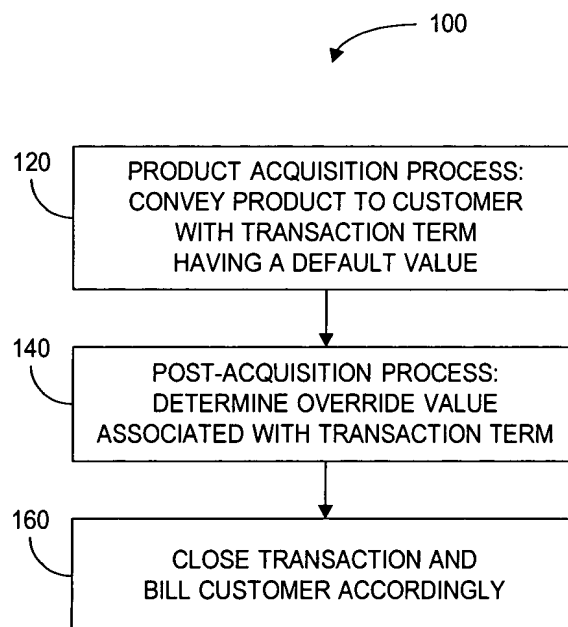 100
120
PRODUCT ACQUISITION PROCESS:
CONVEY PRODUCT TO CUSTOMER
WITH TRANSACTION TERM
HAVING A DEFAULT VALUE
140
POST-ACQUISITION PROCESS:
DETERMINE OVERRIDE VALUE
ASSOCIATED WITH TRANSACTION TERM
160
CLOSE TRANSACTION AND
BILL CUSTOMER ACCORDINGLY